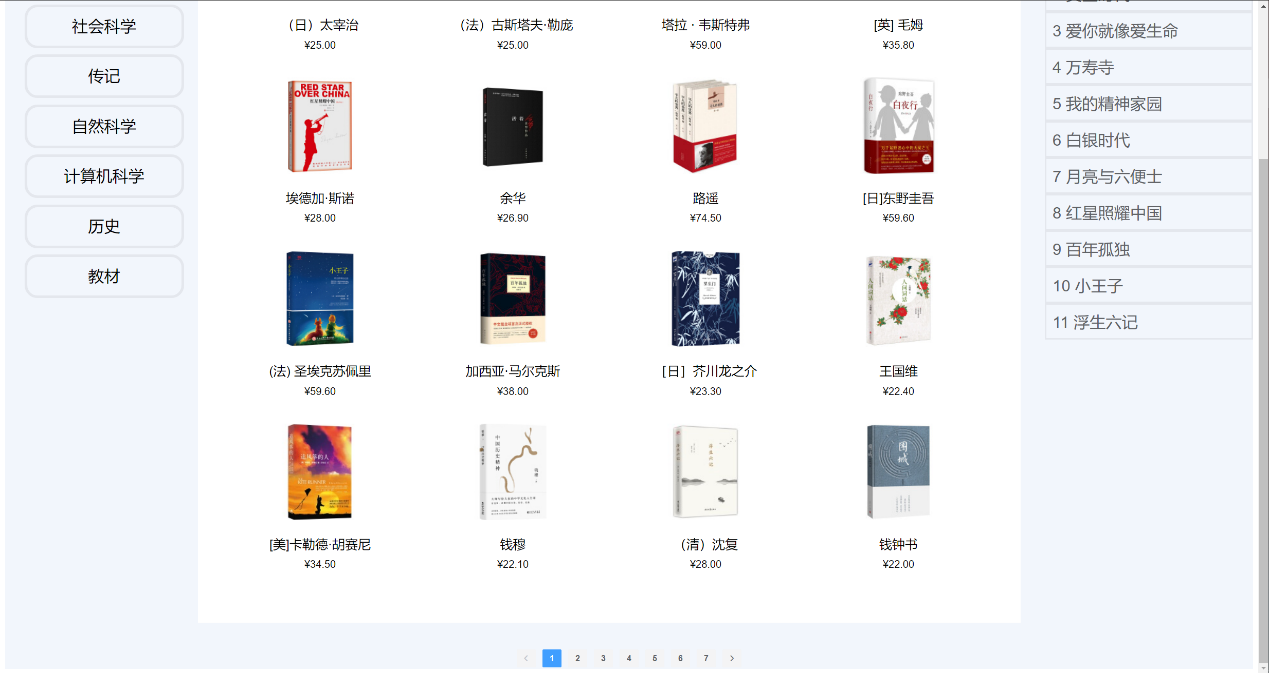 社会科学
传记
自然科学
计算机科学
历史
教材
（日）太宰治
¥25.00
（法）古斯塔夫·勒庞
¥25.00
塔拉 · 韦斯特弗
¥59.00
[英] 毛姆
¥35.80
RED STAR
OVER CHINA
埃德加·斯诺
¥28.00
活着
余华
¥26.90
路遥
¥74.50
白夜行
[日]东野圭吾
¥59.60
小王子
(法) 圣埃克苏佩里
¥59.60
百年孤独
加西亚·马尔克斯
¥38.00
罗生门
[日] 芥川龙之介
¥23.30
人间词话
王国维
¥22.40
追风筝的人
[美]卡勒德·胡赛尼
¥34.50
中国历史精神
钱穆
¥22.10
浮生六记
（清）沈复
¥28.00
围城
钱钟书
¥22.00
3 爱你就像爱生命
4 万寿寺
5 我的精神家园
6 白银时代
7 月亮与六便士
8 红星照耀中国
9 百年孤独
10 小王子
11 浮生六记
< 1 2 3 4 5 6 7 >